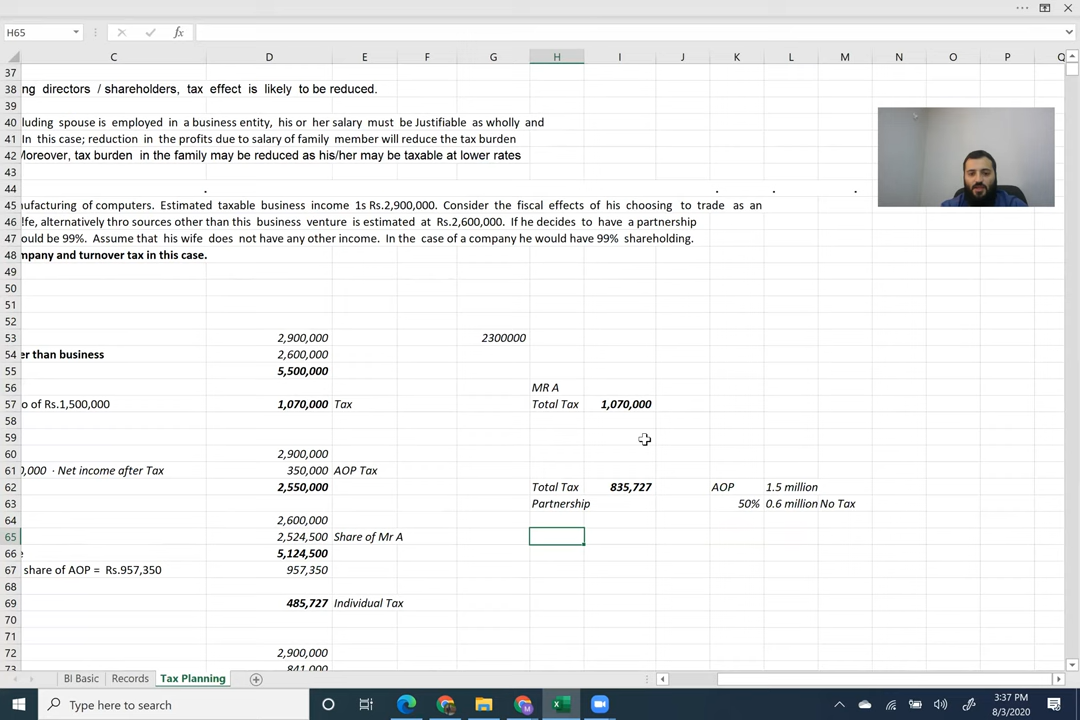 H65
fx
C D E F G H I J K L M N O P Q
37
38 ng directors / shareholders, tax effect is likely to be reduced.
39
40 cluding spouse is employed in a business entity, his or her salary must be Justifiable as wholly and
41 In this case; reduction in the profits due to salary of family member will reduce the tax burden
42 Moreover, tax burden in the family may be reduced as his/her may be taxable at lower rates
43
44 . . . .
45 nufacturing of computers. Estimated taxable business income 1s Rs.2,900,000. Consider the fiscal effects of his choosing to trade as an
46 ife, alternatively thro sources other than this business venture is estimated at Rs.2,600,000. If he decides to have a partnership
47 ould be 99%. Assume that his wife does not have any other income. In the case of a company he would have 99% shareholding.
48 mpany and turnover tax in this case.
49
50
51
52
53 2,900,000 2300000
54 er than business 2,600,000
55 5,500,000
56 MR A
57 o of Rs.1,500,000 1,070,000 Tax Total Tax 1,070,000
58
59
60 2,900,000
61 0,000 · Net income after Tax 350,000 AOP Tax
62 2,550,000 Total Tax 835,727 AOP 1.5 million
63 Partnership 50% 0.6 million No Tax
64 2,600,000
65 2,524,500 Share of Mr A
66 e 5,124,500
67 share of AOP = Rs.957,350 957,350
68
69 485,727 Individual Tax
70
71
72 2,900,000
73 841,000
BI Basic Records Tax Planning
Type here to search
3:37 PM
8/3/2020